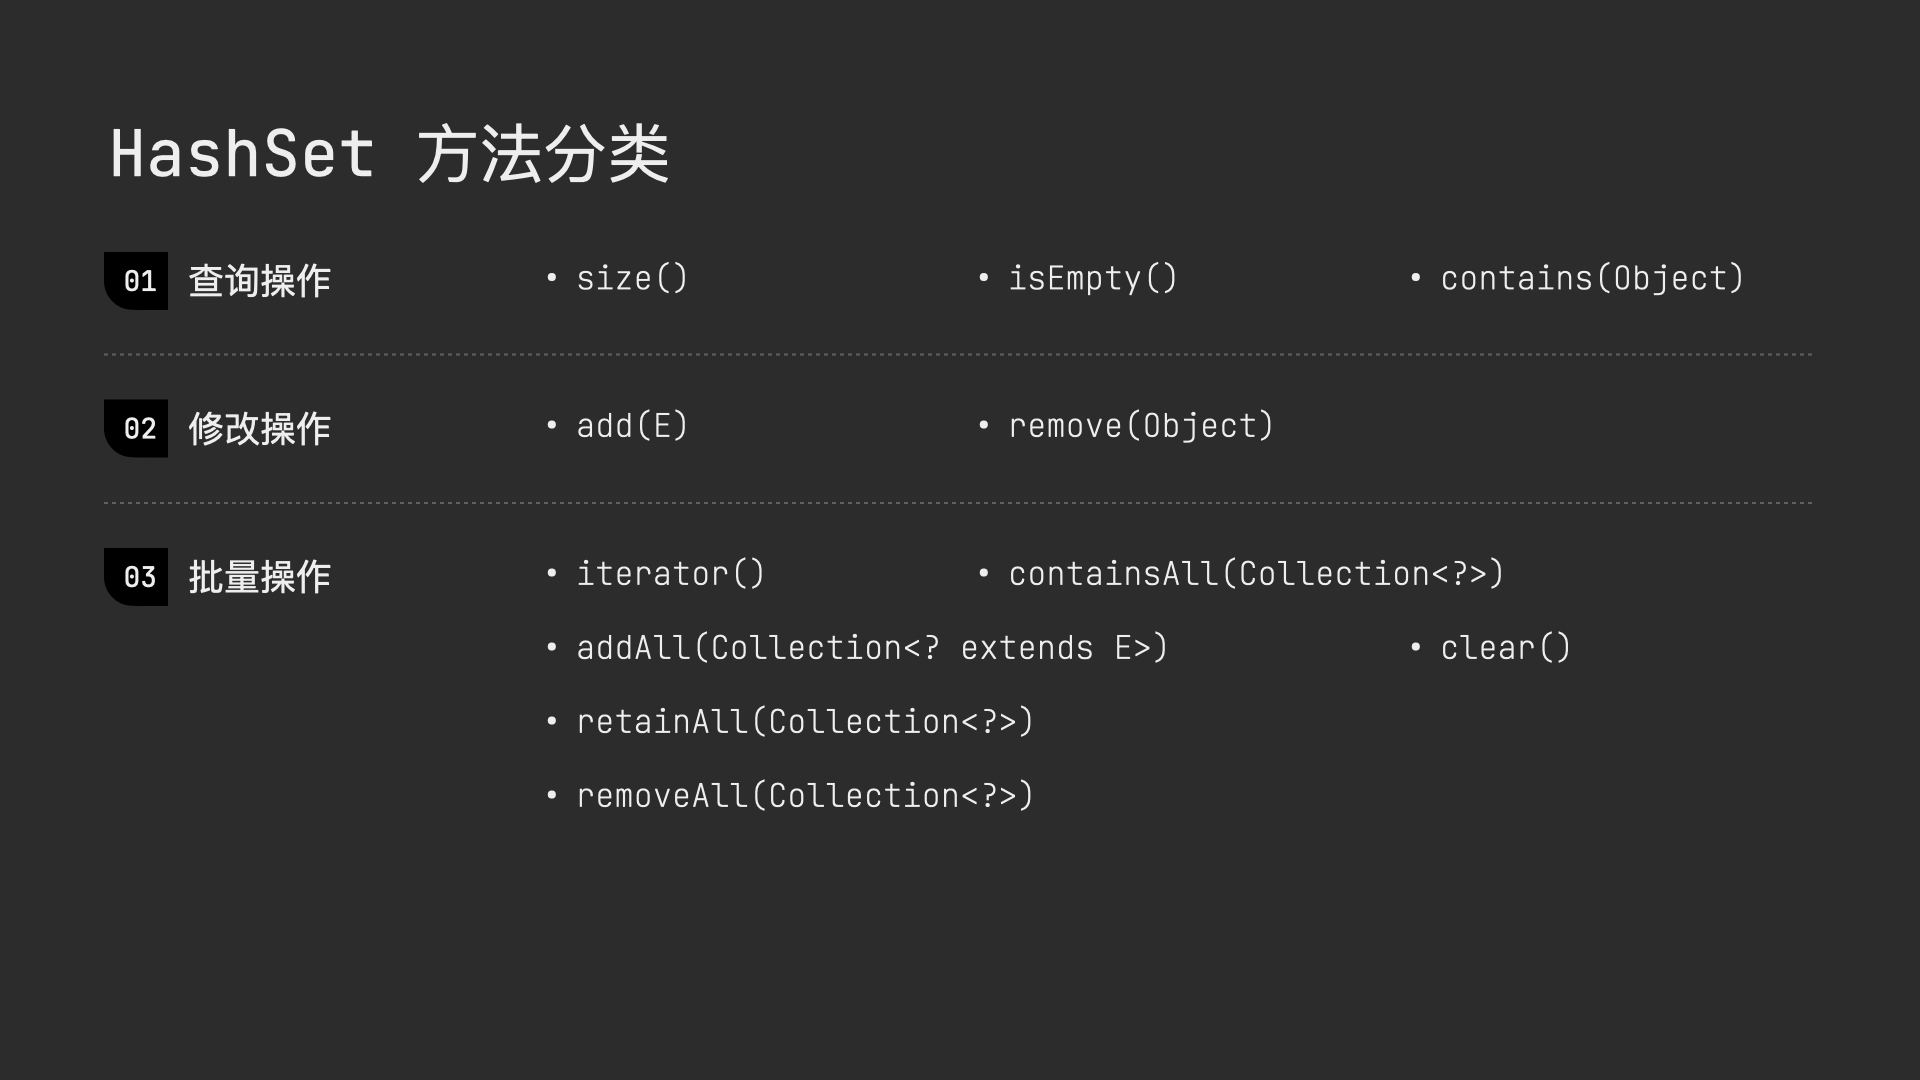 HashSet 方法分类
01 查询操作 • size() • isEmpty() • contains(Object)
02 修改操作 • add(E) • remove(Object)
03 批量操作 • iterator() • containsAll(Collection<?>)
• addAll(Collection<? extends E>) • clear()
• retainAll(Collection<?>)
• removeAll(Collection<?>)